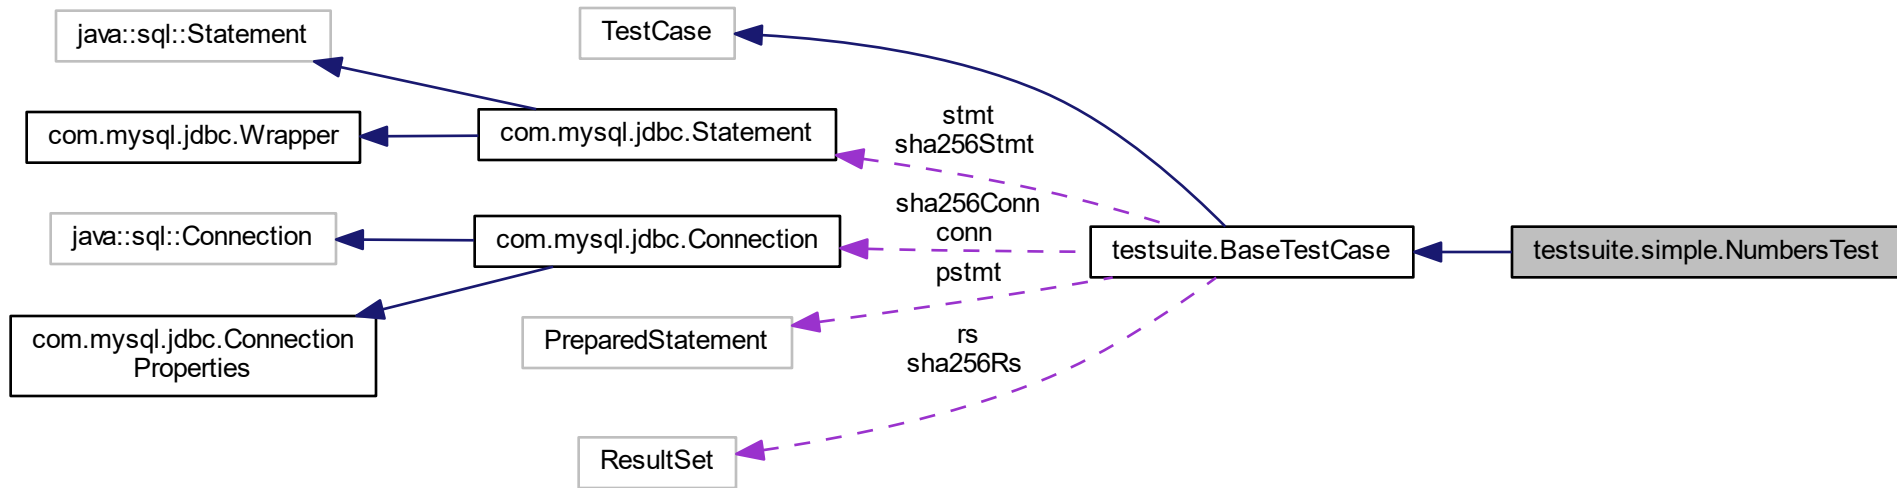 java::sql::Statement
TestCase
com.mysql.jdbc.Wrapper
com.mysql.jdbc.Statement
stmt
sha256Stmt
java::sql::Connection
com.mysql.jdbc.Connection
sha256Conn
conn
testsuite.BaseTestCase
testsuite.simple.NumbersTest
pstmt
com.mysql.jdbc.Connection
Properties
PreparedStatement
rs
sha256Rs
ResultSet